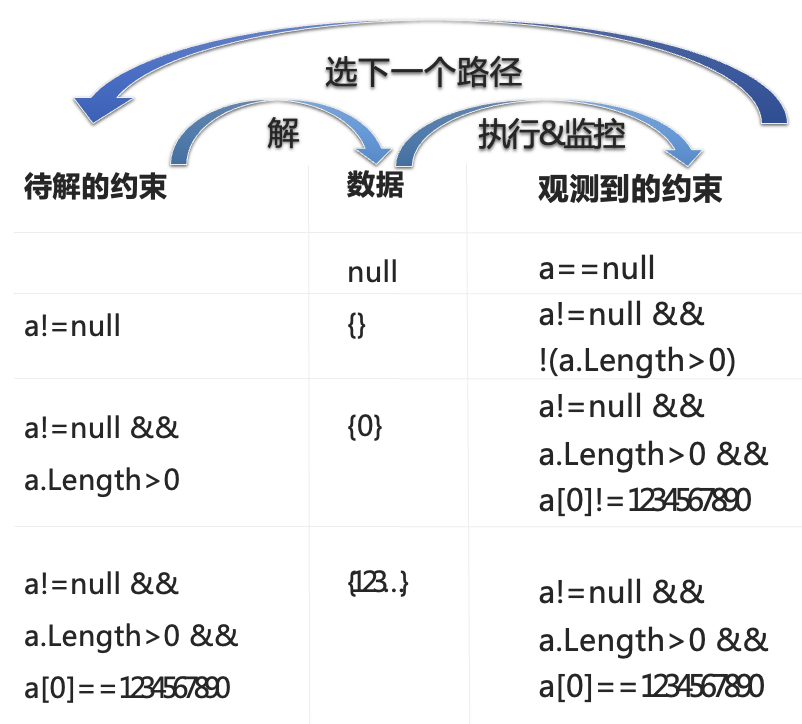 选下一个路径
解
执行&监控
待解的约束
数据
观测到的约束
null
a==null
a!=null
{}
a!=null &&
!(a.Length>0)
a!=null &&
a.Length>0
{0}
a!=null &&
a.Length>0 &&
a[0]!=1234567890
a!=null &&
a.Length>0 &&
a[0]==1234567890
{123…}
a!=null &&
a.Length>0 &&
a[0]==1234567890